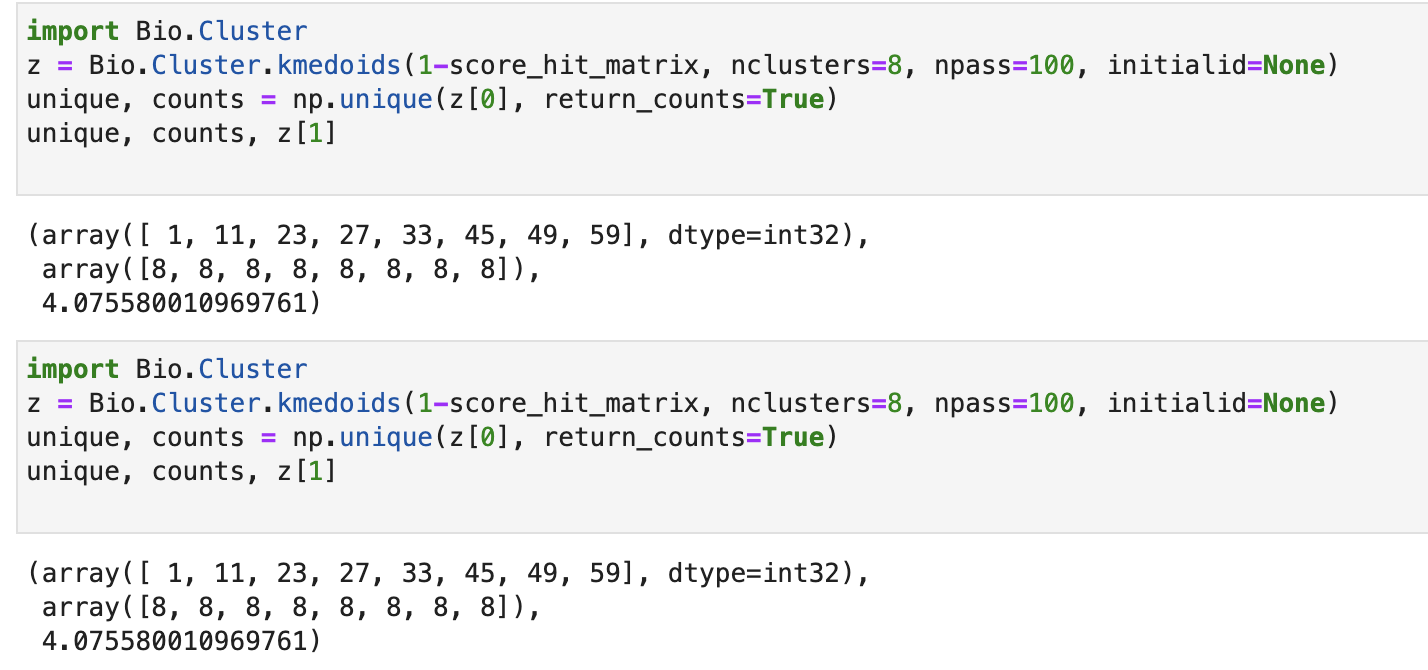 import Bio.Cluster
z = Bio.Cluster.kmedoids(1-score_hit_matrix, nclusters=8, npass=100, initialid=None)
unique, counts = np.unique(z[0], return_counts=True)
unique, counts, z[1]
(array([ 1, 11, 23, 27, 33, 45, 49, 59], dtype=int32),
 array([8, 8, 8, 8, 8, 8, 8, 8]),
 4.075580010969761)
import Bio.Cluster
z = Bio.Cluster.kmedoids(1-score_hit_matrix, nclusters=8, npass=100, initialid=None)
unique, counts = np.unique(z[0], return_counts=True)
unique, counts, z[1]
(array([ 1, 11, 23, 27, 33, 45, 49, 59], dtype=int32),
 array([8, 8, 8, 8, 8, 8, 8, 8]),
 4.075580010969761)